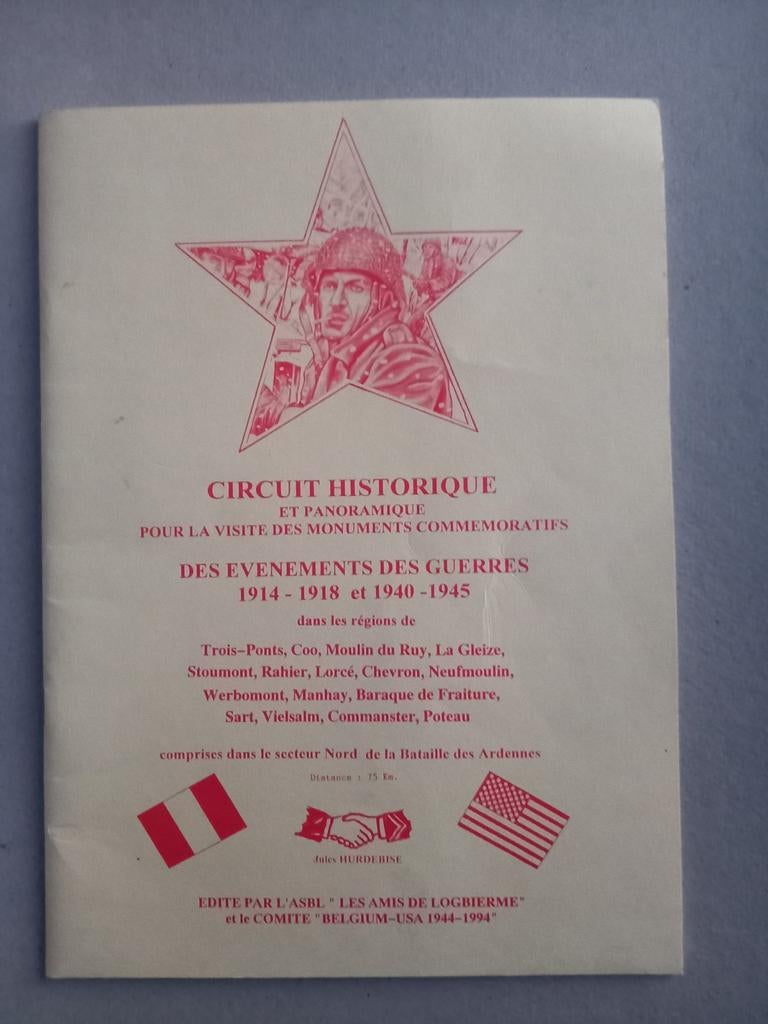 CIRCUIT HISTORIQUE
ET PANORAMIQUE
POUR LA VISITE DES MONUMENTS COMMEMORATIFS
DES EVENEMENTS DES GUERRES
1914 - 1918 et 1940 -1945
dans les régions de
Trois-Ponts, Coo, Moulin du Ruy, La Gleize,
Stoumont, Rahier, Lorcé, Chevron, Neufmoulin,
Werbomont, Manhay, Baraque de Fraiture,
Sart, Vielsalm, Commanster, Poteau
comprises dans le secteur Nord de la Bataille des Ardennes
Distance : 75 Km.
Jules HURDEBISE
EDITE PAR L'ASBL " LES AMIS DE LOGBIERME"
et le COMITE "BELGIUM-USA 1944-1994"